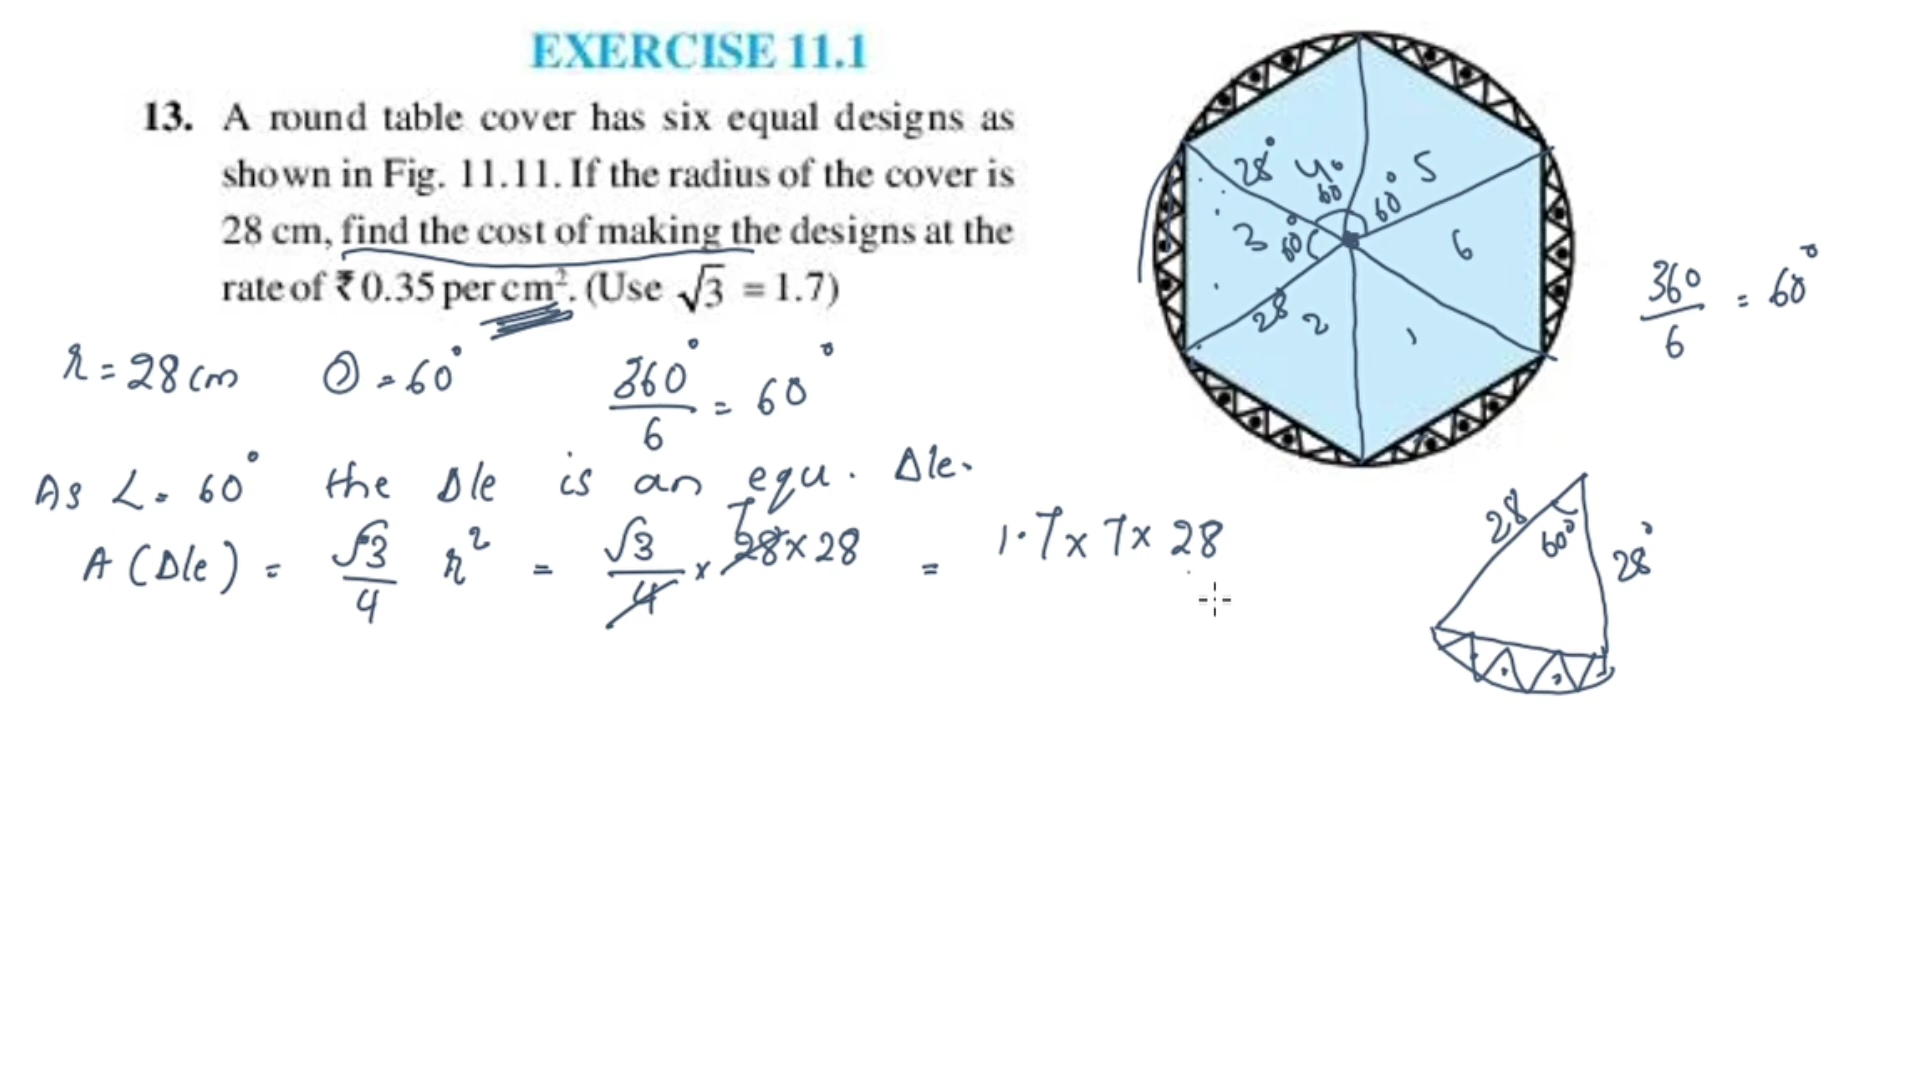 EXERCISE 11.1
13. A round table cover has six equal designs as
shown in Fig. 11.11. If the radius of the cover is
28 cm, find the cost of making the designs at the
rate of ₹ 0.35 per cm². (Use √3 = 1.7)
28° 4 60° 60° 5
3 60° 6
28 2 1
360/6 = 60°
r = 28 cm θ = 60° 360°/6 = 60°
As ∠ = 60° the Δle is an equ. Δle.
A (Δle) = √3/4 r² = √3/4 × 28 × 28 = 1.7 × 7 × 28
7
28 60° 28°